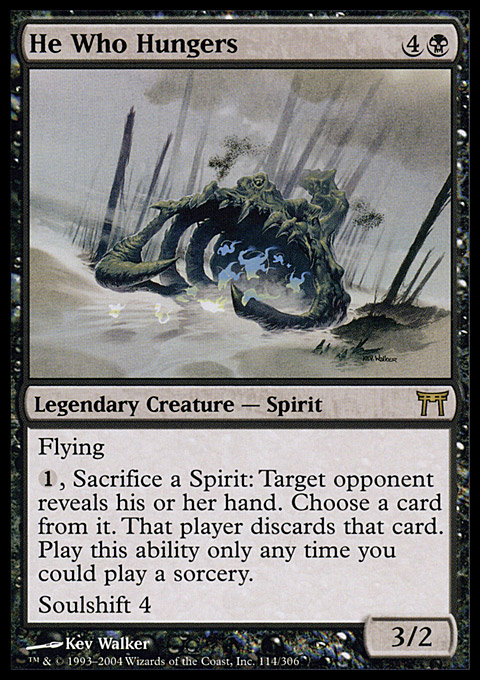 He Who Hungers 4
KEV WALKER
Legendary Creature — Spirit
Flying
1, Sacrifice a Spirit: Target opponent
reveals his or her hand. Choose a card
from it. That player discards that card.
Play this ability only any time you
could play a sorcery.
Soulshift 4
3/2
Kev Walker
™ & © 1993–2004 Wizards of the Coast, Inc. 114/306